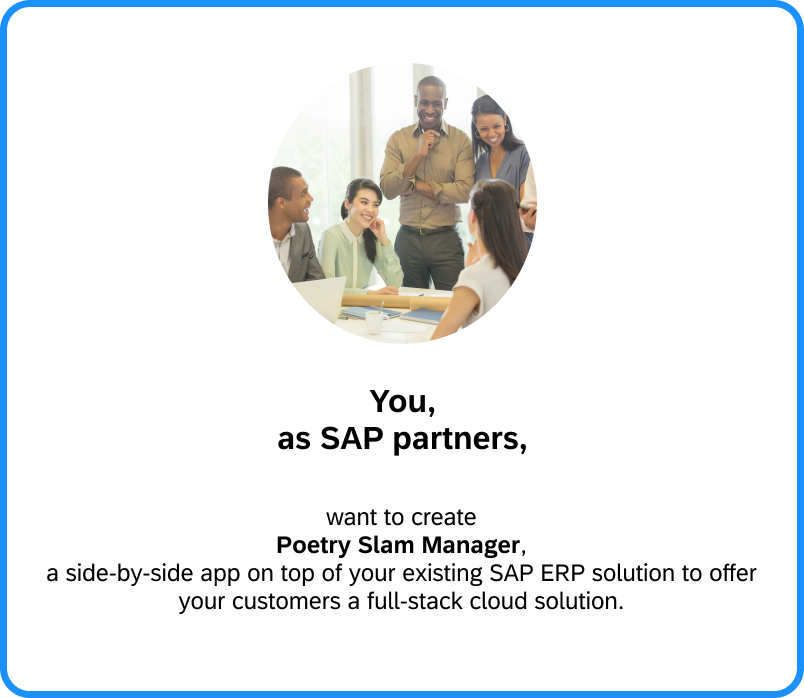 You,
as SAP partners,
want to create
Poetry Slam Manager,
a side-by-side app on top of your existing SAP ERP solution to offer
your customers a full-stack cloud solution.